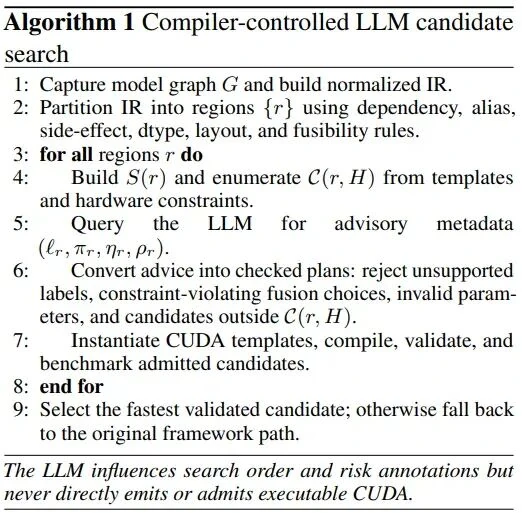 Algorithm 1 Compiler-controlled LLM candidate
search
1: Capture model graph G and build normalized IR.
2: Partition IR into regions {r} using dependency, alias,
side-effect, dtype, layout, and fusibility rules.
3: for all regions r do
4: Build S(r) and enumerate C(r, H) from templates
and hardware constraints.
5: Query the LLM for advisory metadata
(ℓr, πr, ηr, ρr).
6: Convert advice into checked plans: reject unsupported
labels, constraint-violating fusion choices, invalid param-
eters, and candidates outside C(r, H).
7: Instantiate CUDA templates, compile, validate, and
benchmark admitted candidates.
8: end for
9: Select the fastest validated candidate; otherwise fall back
to the original framework path.
The LLM influences search order and risk annotations but
never directly emits or admits executable CUDA.